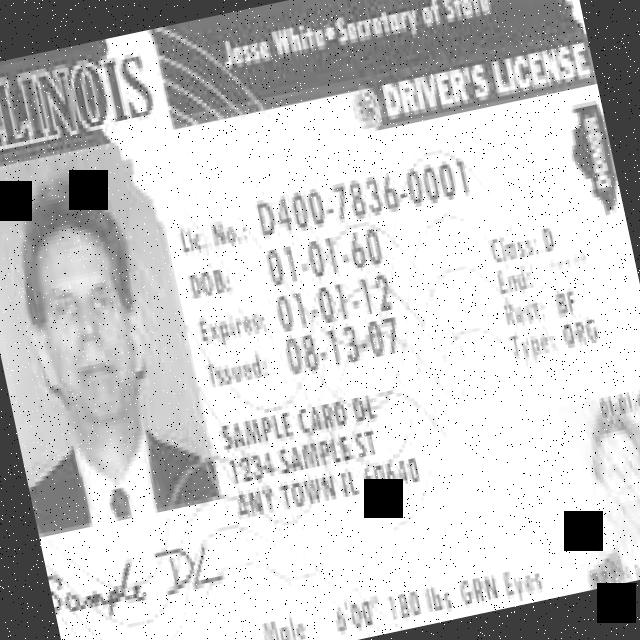 Jesse White • Secretary of State
ILLINOIS
DRIVER'S LICENSE
Lic. No.: D400-7836-0001
DOB: 01-01-60
Expires: 01-01-12
Issued: 08-13-07
Class: D
End:
Rest: BF
Type: ORG
SAMPLE CARD DL
1234 SAMPLE ST
ANY TOWN IL
Sample DL
Male 6'00" 180 lbs GRN Eyes